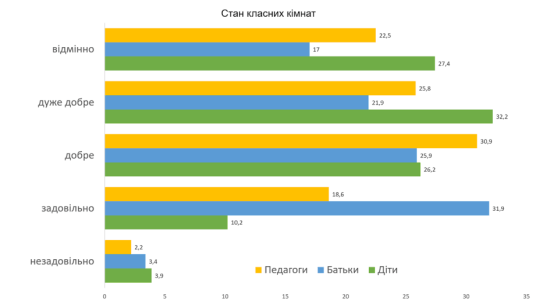 Стан класних кімнат
відмінно
22,5
17
27,4
дуже добре
25,8
21,9
32,2
добре
30,9
25,9
26,2
задовільно
18,6
31,9
10,2
незадовільно
2,2
3,4
3,9
Педагоги Батьки Діти
0 5 10 15 20 25 30 35